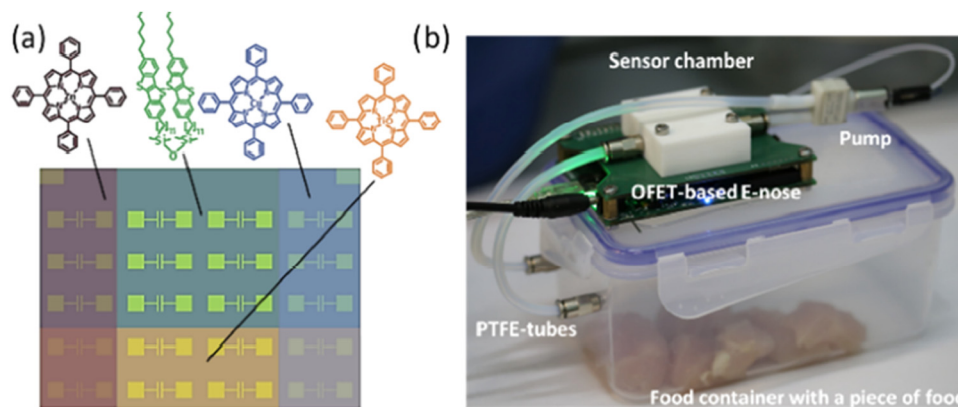 (a)
(b)
Sensor chamber
Pump
OFET-based E-nose
PTFE-tubes
Food container with a piece of food